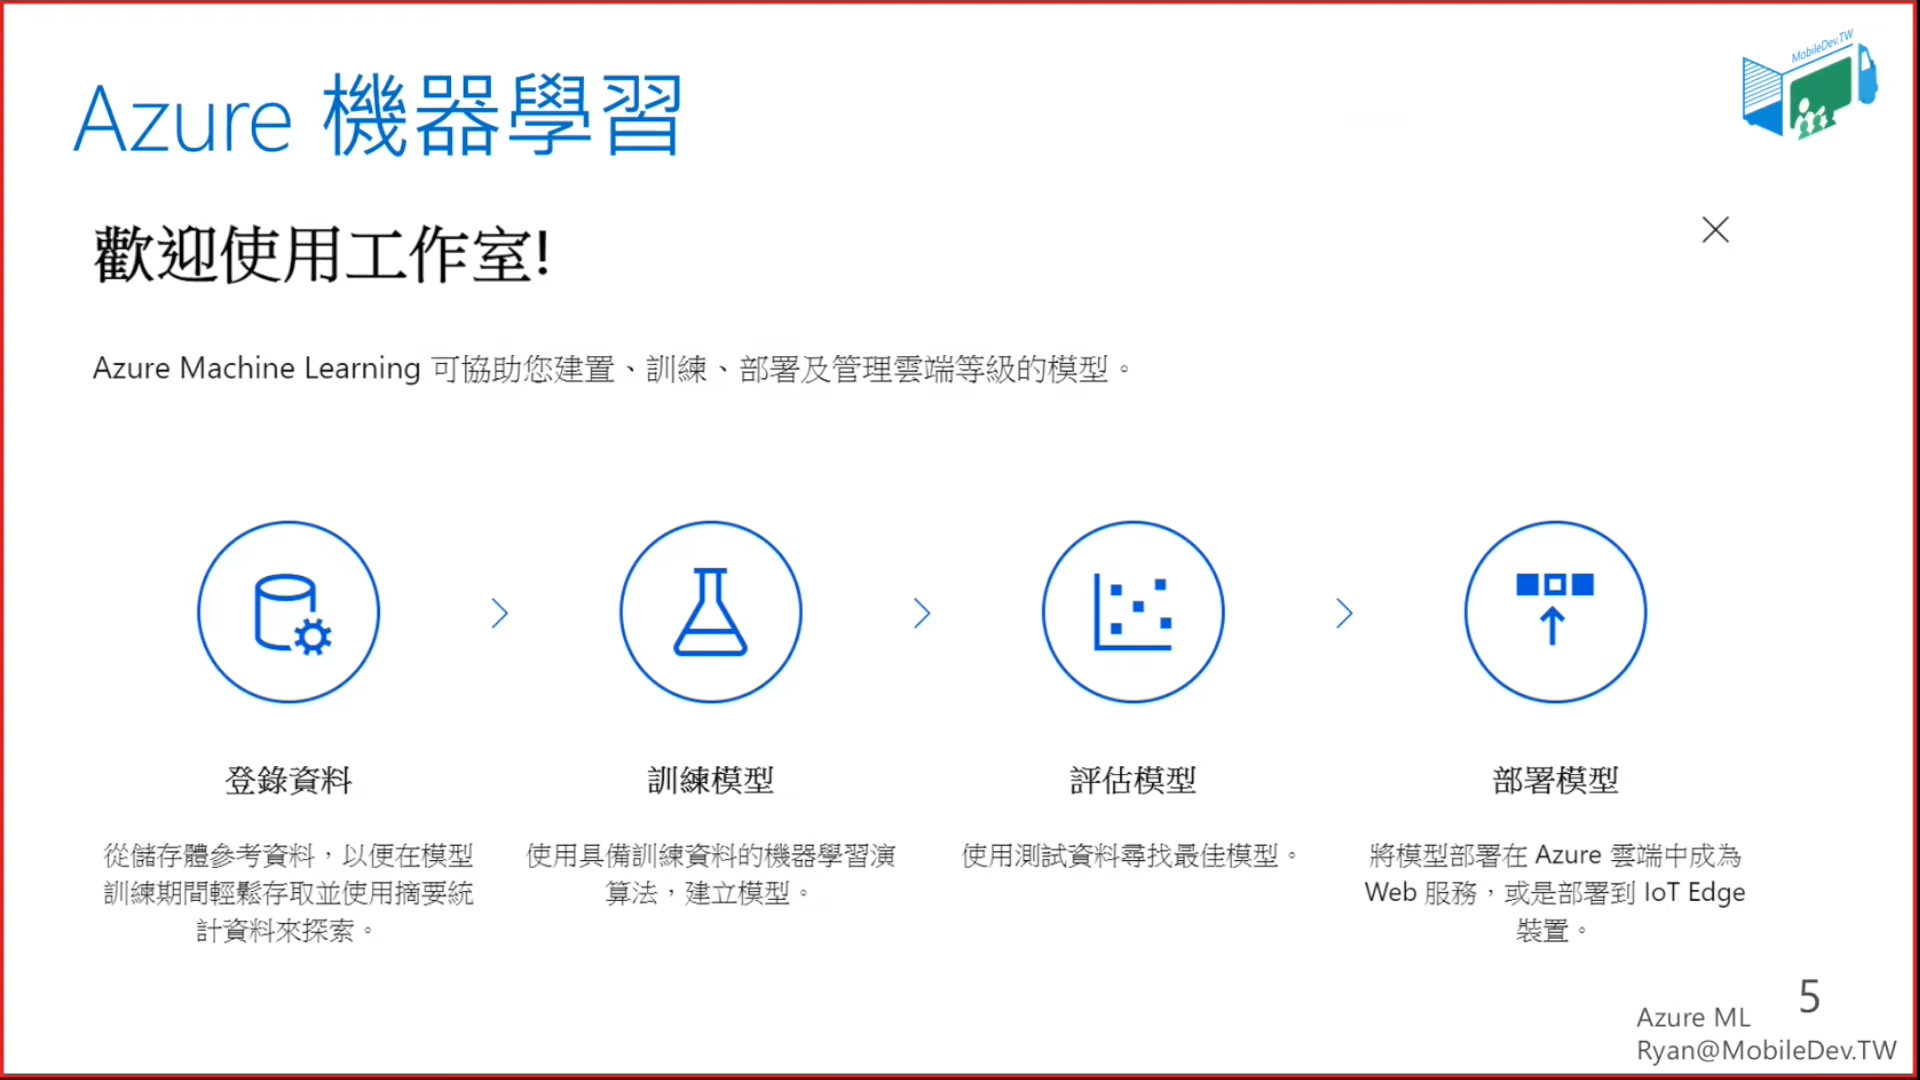 MobileDev.TW
Azure 機器學習
歡迎使用工作室!
Azure Machine Learning 可協助您建置、訓練、部署及管理雲端等級的模型。
登錄資料
從儲存體參考資料，以便在模型
訓練期間輕鬆存取並使用摘要統
計資料來探索。
訓練模型
使用具備訓練資料的機器學習演
算法，建立模型。
評估模型
使用測試資料尋找最佳模型。
部署模型
將模型部署在 Azure 雲端中成為
Web 服務，或是部署到 IoT Edge
裝置。
5
Azure ML
Ryan@MobileDev.TW